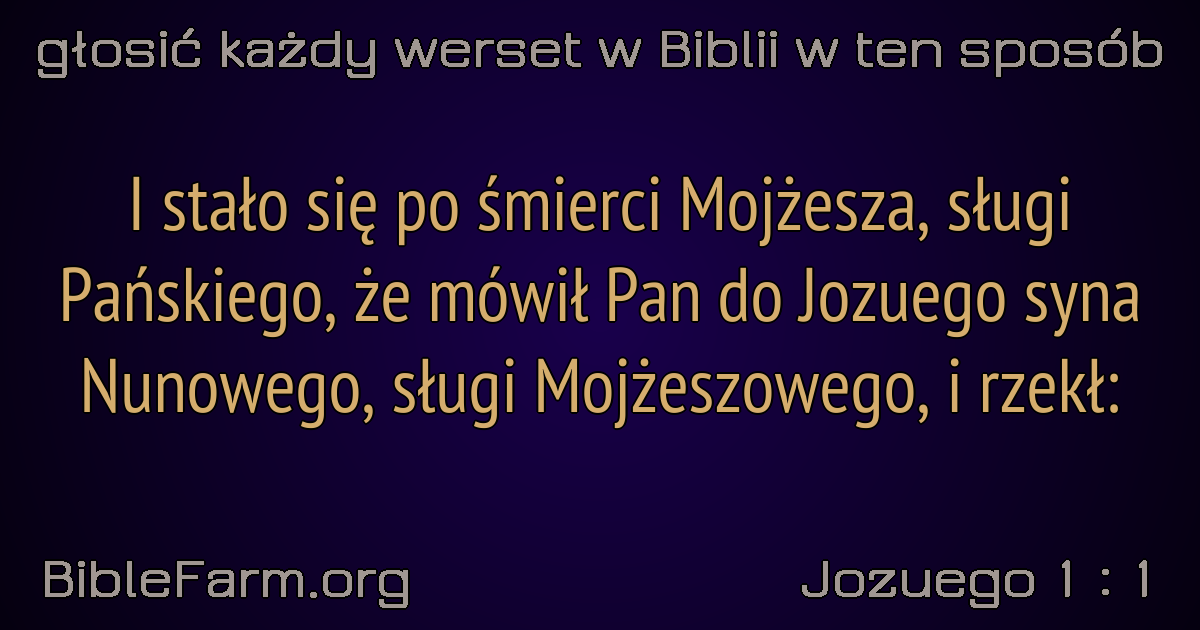 głosić każdy werset w Biblii w ten sposób
I stało się po śmierci Mojżesza, sługi
Pańskiego, że mówił Pan do Jozuego syna
Nunowego, sługi Mojżeszowego, i rzekł:
BibleFarm.org
Jozuego 1 : 1